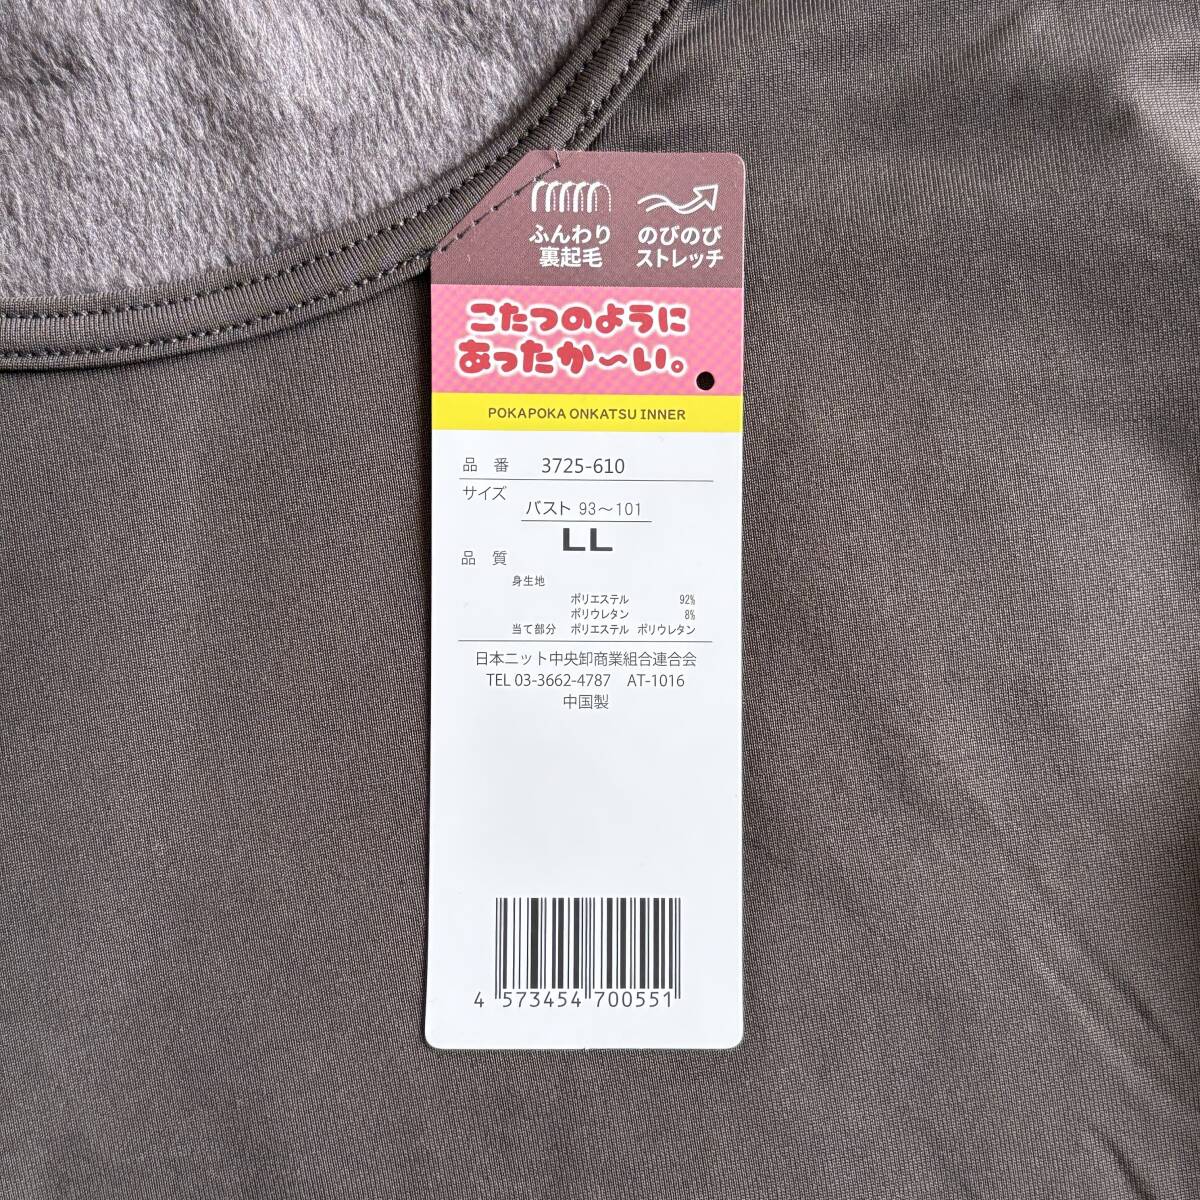 ふんわり のびのび
裏起毛 ストレッチ
こたつのように
あったか〜い。
POKAPOKA ONKATSU INNER
品番 3725-610
サイズ
バスト 93〜101
LL
品質
身生地
ポリエステル 92%
ポリウレタン 8%
当て部分 ポリエステル ポリウレタン
日本ニット中央卸商業組合連合会
TEL 03-3662-4787 AT-1016
中国製
4 573454 700551